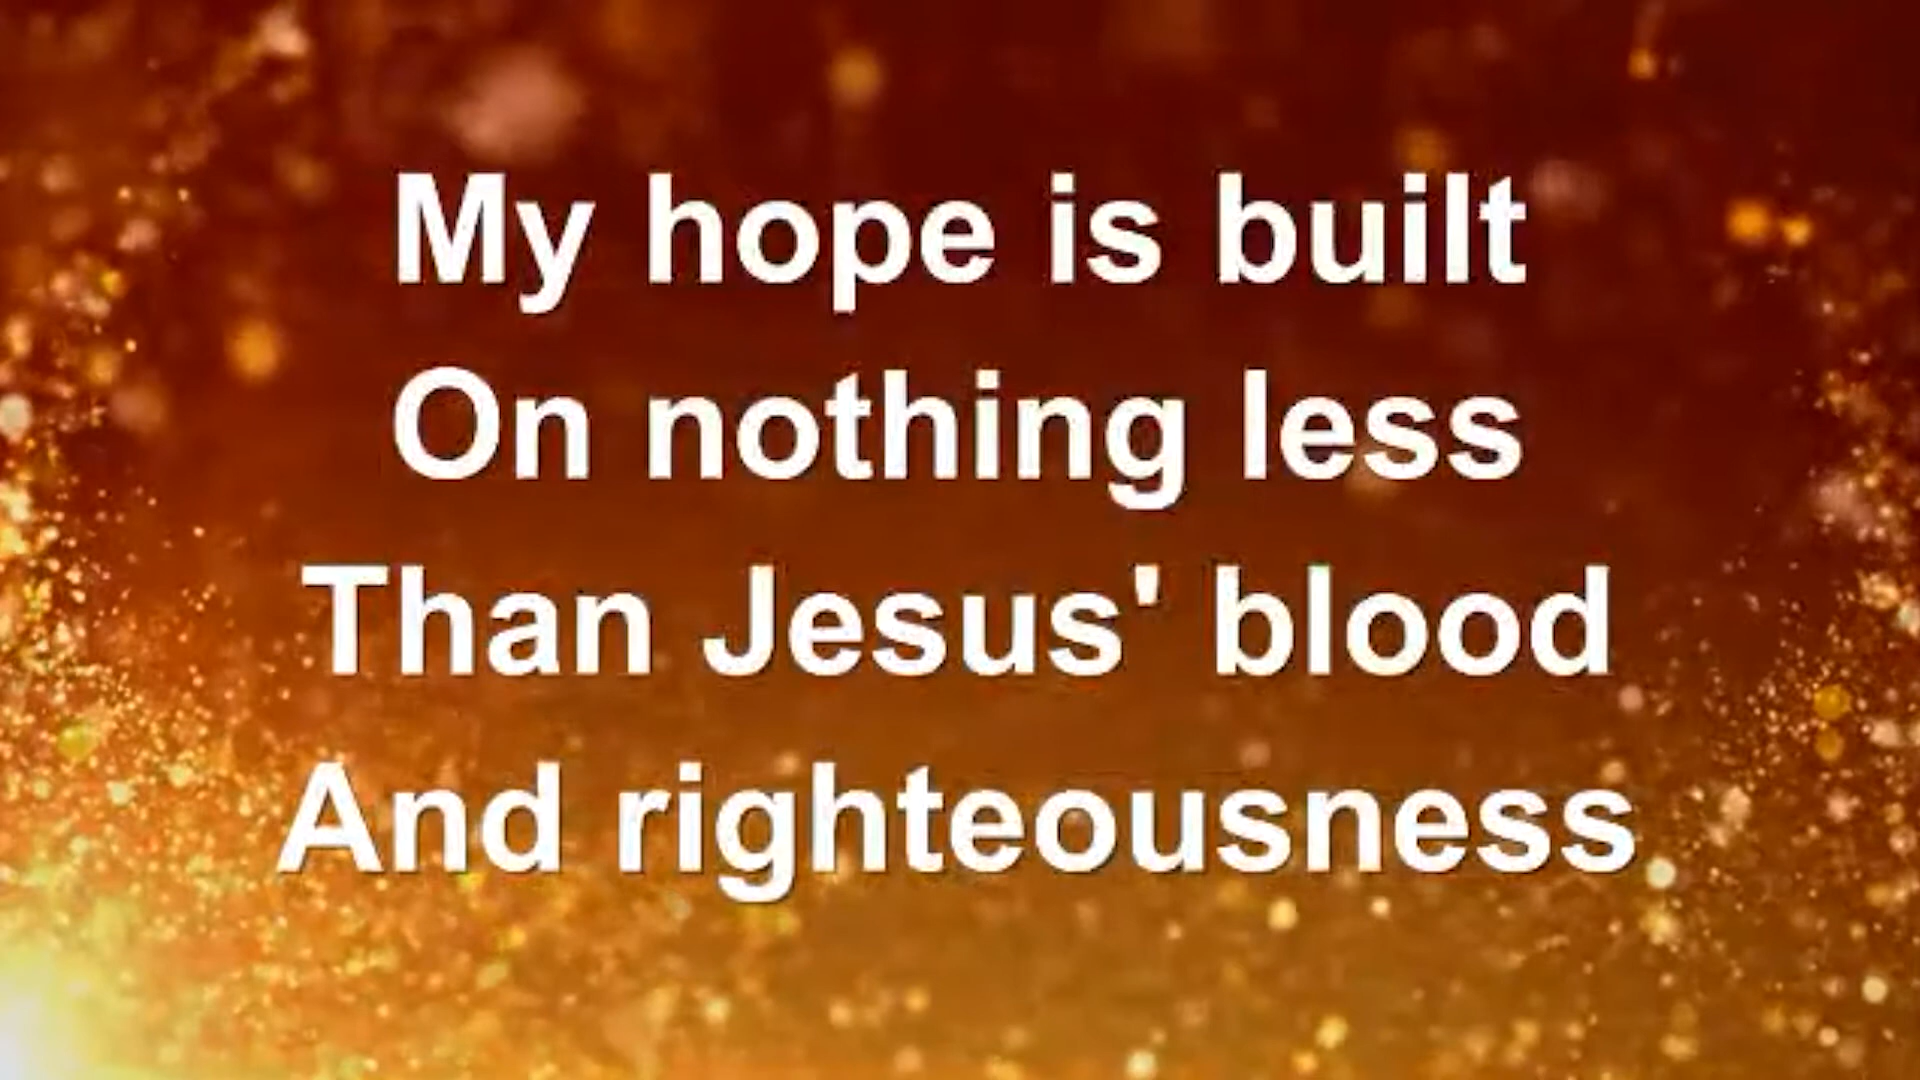 My hope is built
On nothing less
Than Jesus' blood
And righteousness